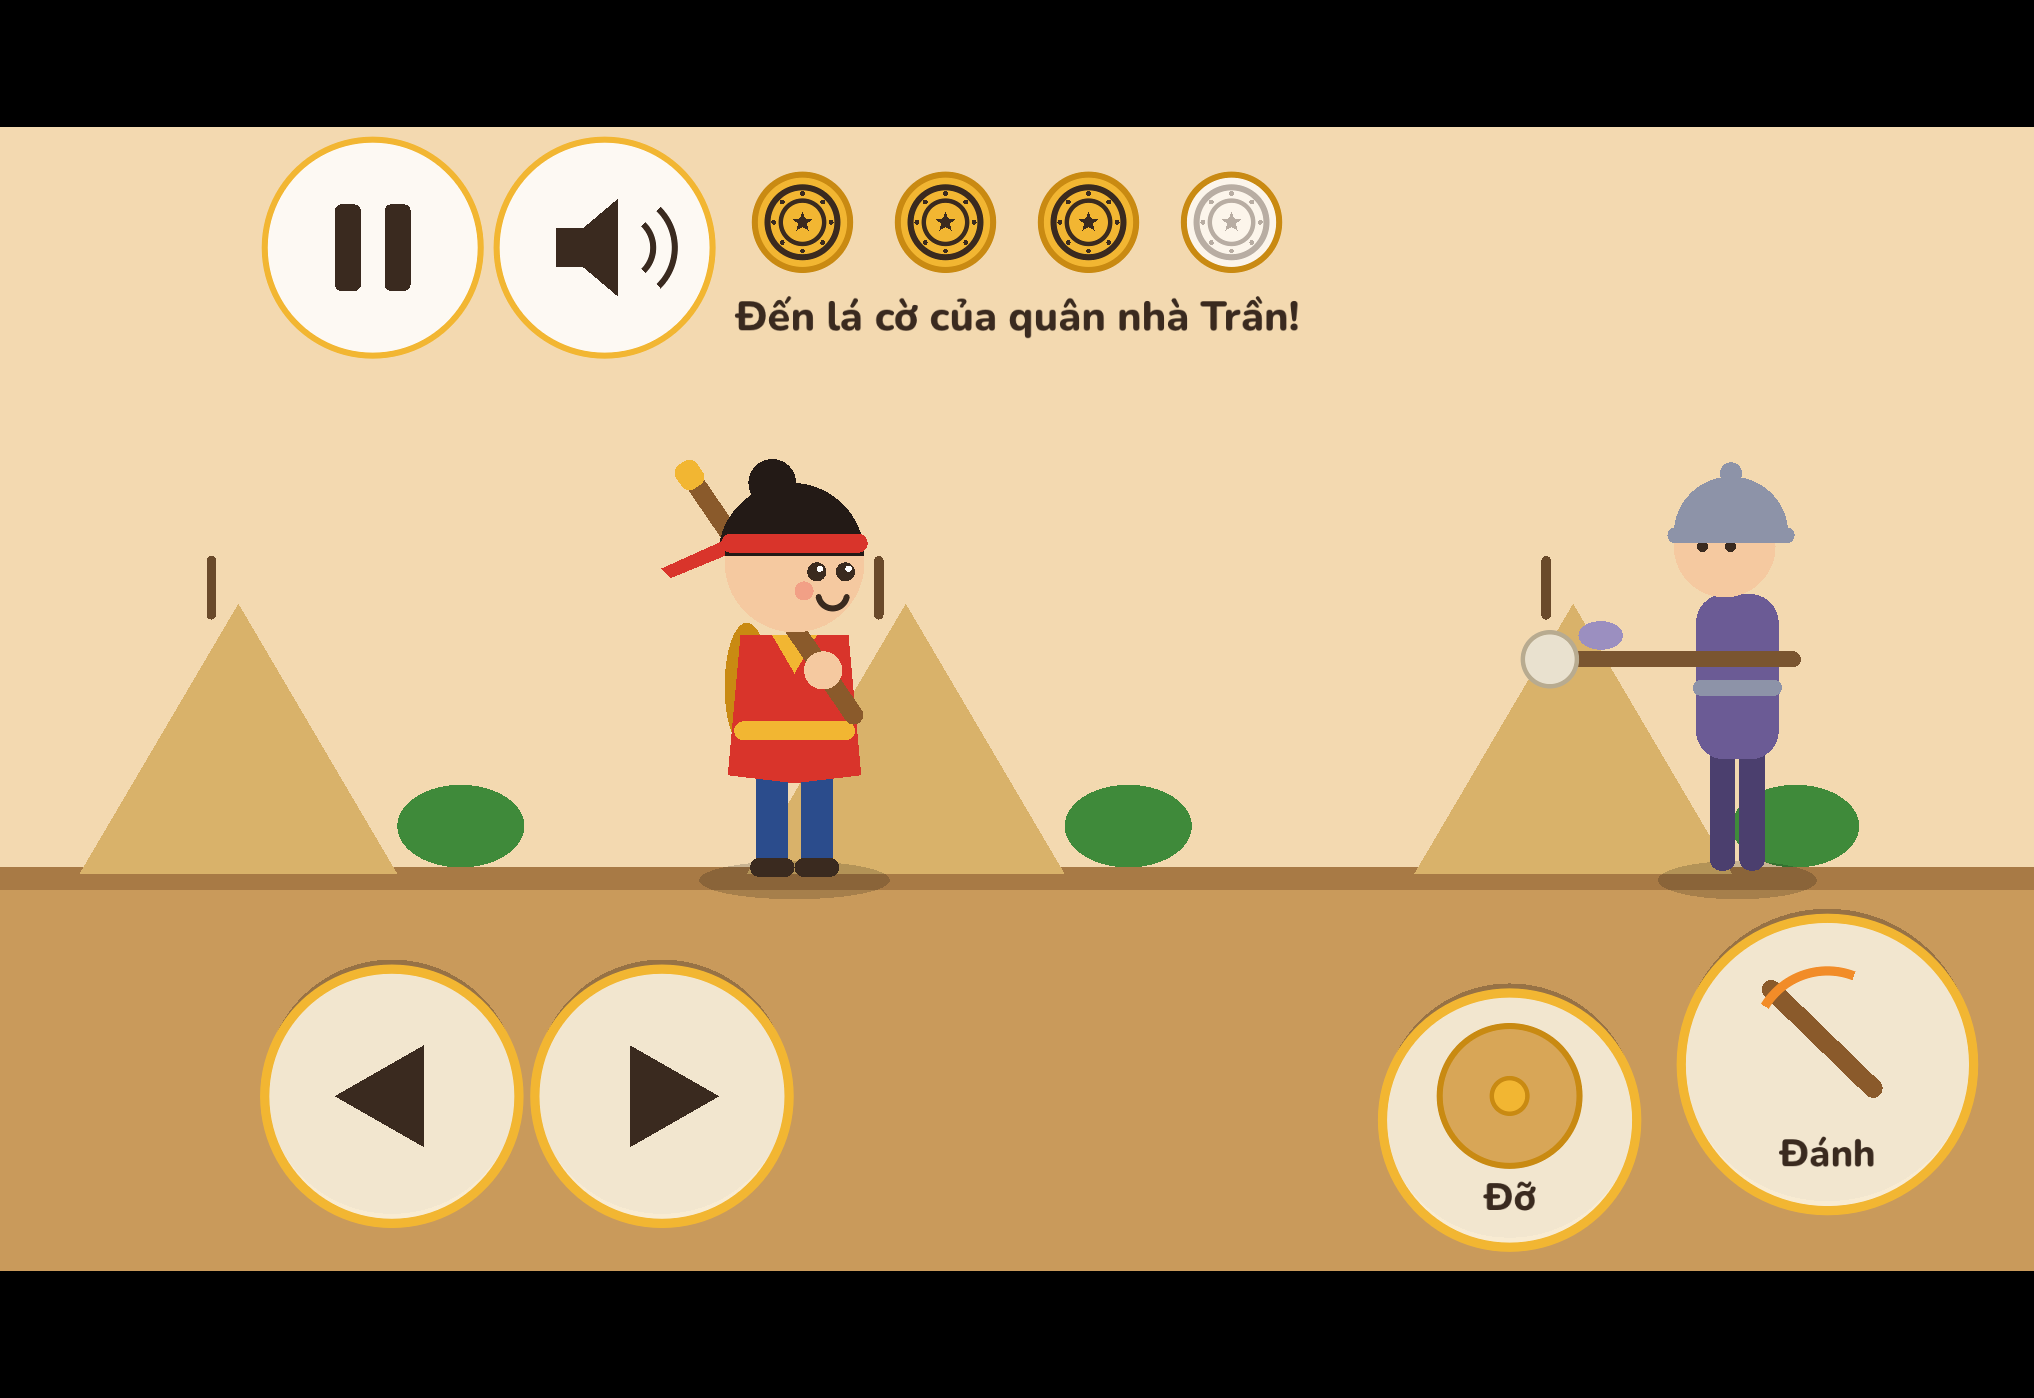 Đến lá cờ của quân nhà Trần!
Đánh
Đỡ